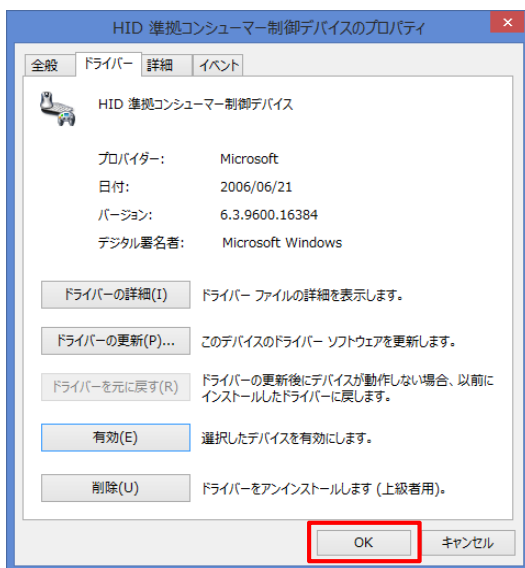 HID 準拠コンシューマー制御デバイスのプロパティ
全般 ドライバー 詳細 イベント
HID 準拠コンシューマー制御デバイス
プロバイダー: Microsoft
日付: 2006/06/21
バージョン: 6.3.9600.16384
デジタル署名者: Microsoft Windows
ドライバーの詳細(I) ドライバー ファイルの詳細を表示します。
ドライバーの更新(P)... このデバイスのドライバー ソフトウェアを更新します。
ドライバーを元に戻す(R) ドライバーの更新後にデバイスが動作しない場合、以前に
インストールしたドライバーに戻します。
有効(E) 選択したデバイスを有効にします。
削除(U) ドライバーをアンインストールします (上級者用)。
OK キャンセル